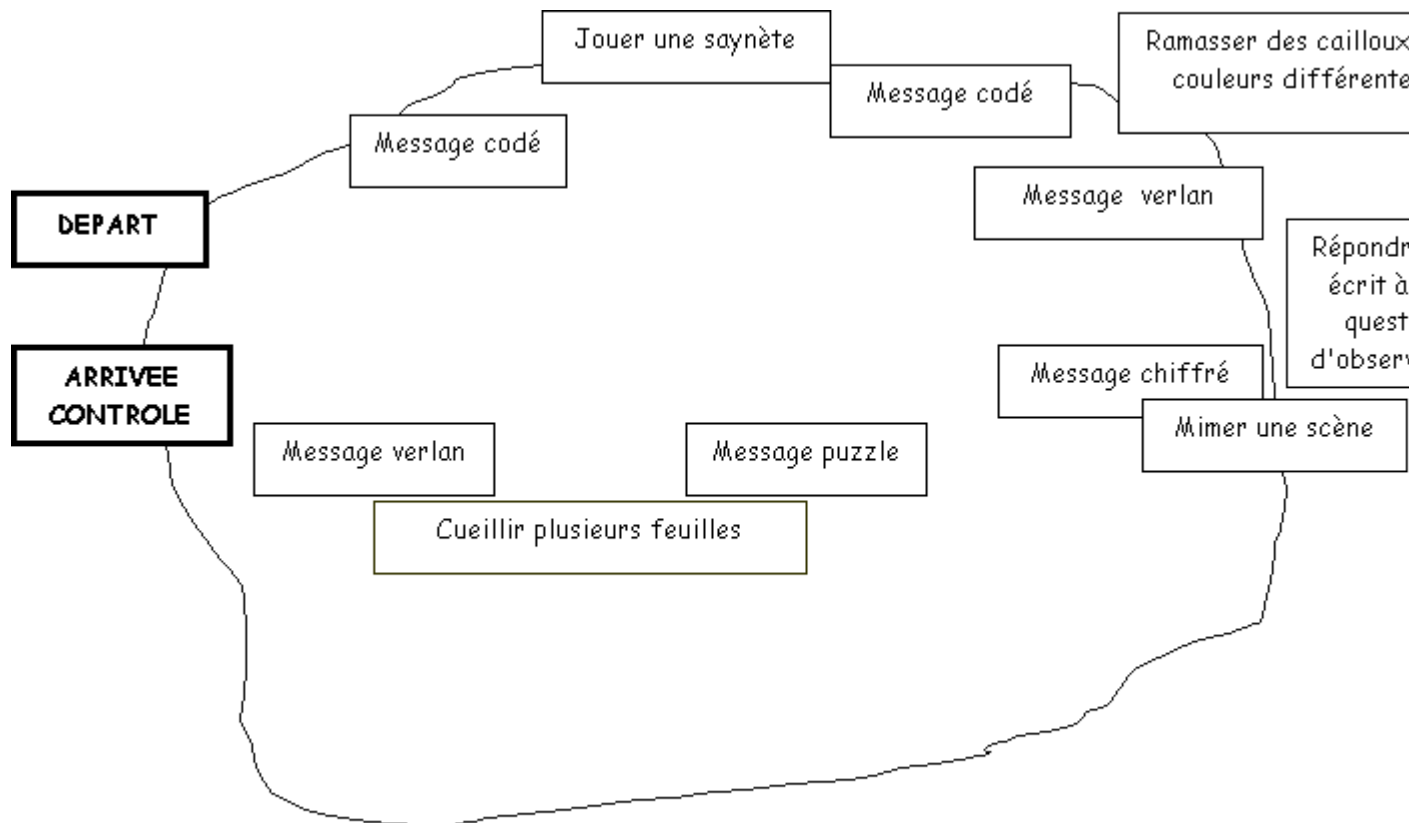 Jouer une saynète
Ramasser des cailloux
couleurs différente
Message codé
Message codé
Message verlan
DEPART
Répondr
écrit à
quest
d'observ
ARRIVEE
CONTROLE
Message chiffré
Mimer une scène
Message verlan
Message puzzle
Cueillir plusieurs feuilles